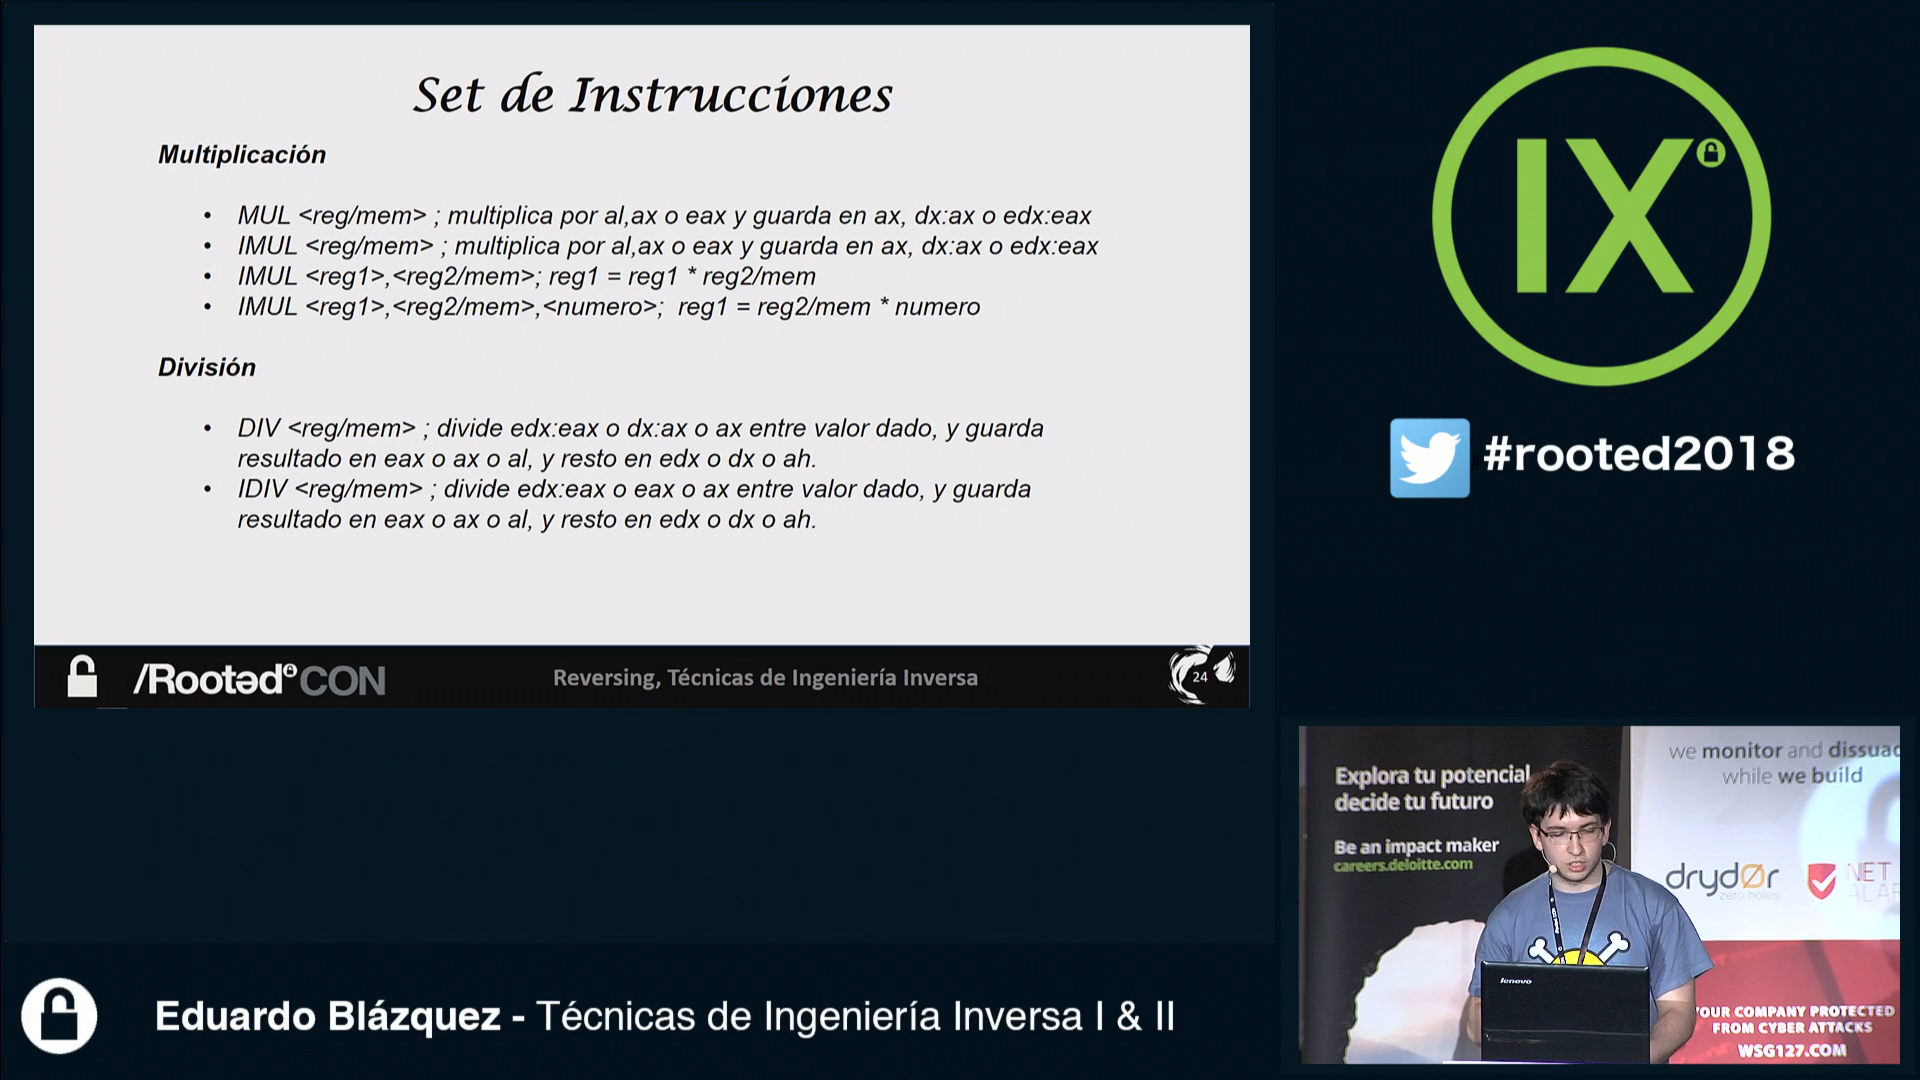 Set de Instrucciones
Multiplicación
• MUL <reg/mem> ; multiplica por al,ax o eax y guarda en ax, dx:ax o edx:eax
• IMUL <reg/mem> ; multiplica por al,ax o eax y guarda en ax, dx:ax o edx:eax
• IMUL <reg1>,<reg2/mem>; reg1 = reg1 * reg2/mem
• IMUL <reg1>,<reg2/mem>,<numero>; reg1 = reg2/mem * numero
División
• DIV <reg/mem> ; divide edx:eax o dx:ax o ax entre valor dado, y guarda
resultado en eax o ax o al, y resto en edx o dx o ah.
• IDIV <reg/mem> ; divide edx:eax o eax o ax entre valor dado, y guarda
resultado en eax o ax o al, y resto en edx o dx o ah.
/Rootəd CON
Reversing, Técnicas de Ingeniería Inversa
24
IX
#rooted2018
Explora tu potencial
decide tu futuro
Be an impact maker
careers.deloitte.com
we monitor and dissuad
while we build
drydØr
zero holes
NET
ALAR
lenovo
YOUR COMPANY PROTECTED
FROM CYBER ATTACKS
WSG127.COM
Eduardo Blázquez - Técnicas de Ingeniería Inversa I & II